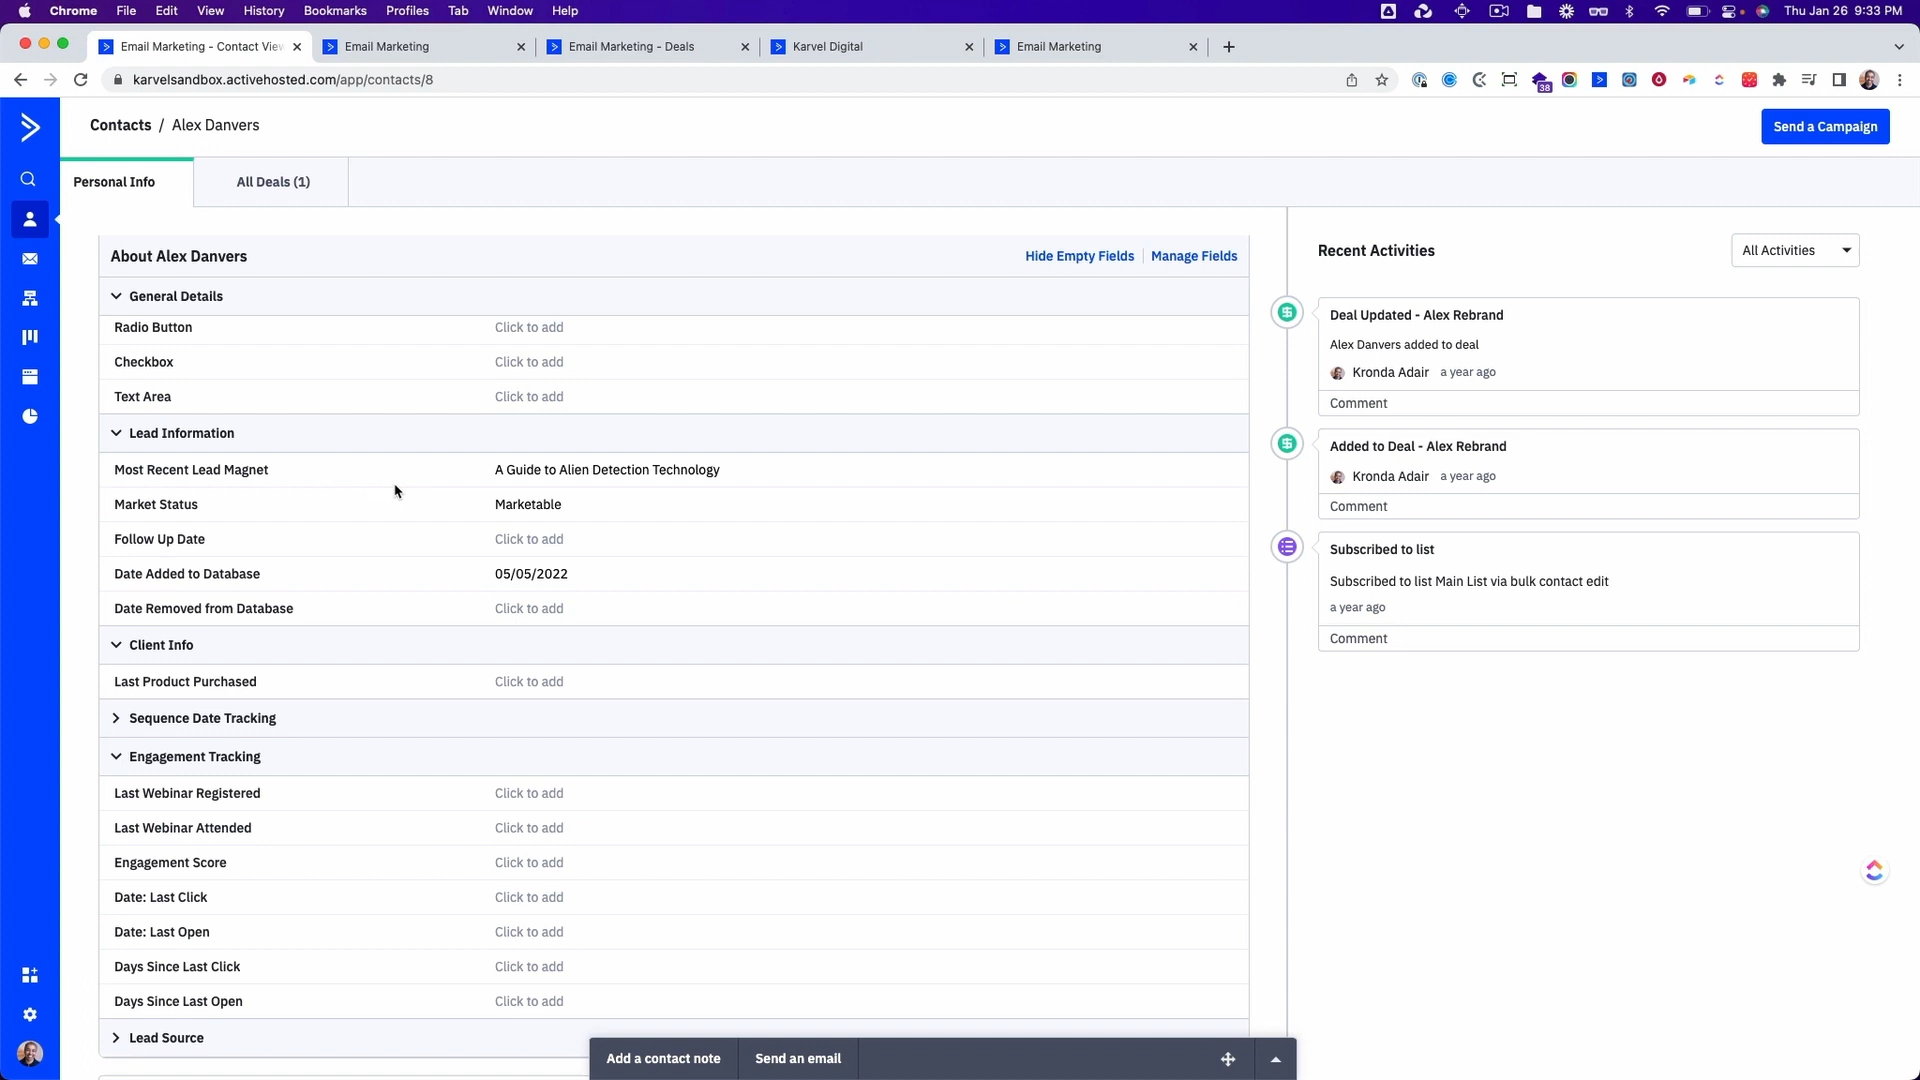 Chrome File Edit View History Bookmarks Profiles Tab Window Help Thu Jan 26 9:33 PM
Email Marketing - Contact View Email Marketing Email Marketing - Deals Karvel Digital Email Marketing
karvelsandbox.activehosted.com/app/contacts/8
38
Contacts / Alex Danvers
Send a Campaign
Personal Info
All Deals (1)
About Alex Danvers
Hide Empty Fields
Manage Fields
General Details
Radio Button Click to add
Checkbox Click to add
Text Area Click to add
Lead Information
Most Recent Lead Magnet A Guide to Alien Detection Technology
Market Status Marketable
Follow Up Date Click to add
Date Added to Database 05/05/2022
Date Removed from Database Click to add
Client Info
Last Product Purchased Click to add
Sequence Date Tracking
Engagement Tracking
Last Webinar Registered Click to add
Last Webinar Attended Click to add
Engagement Score Click to add
Date: Last Click Click to add
Date: Last Open Click to add
Days Since Last Click Click to add
Days Since Last Open Click to add
Lead Source
Recent Activities
All Activities
Deal Updated - Alex Rebrand
Alex Danvers added to deal
Kronda Adair a year ago
Comment
Added to Deal - Alex Rebrand
Kronda Adair a year ago
Comment
Subscribed to list
Subscribed to list Main List via bulk contact edit
a year ago
Comment
Add a contact note
Send an email